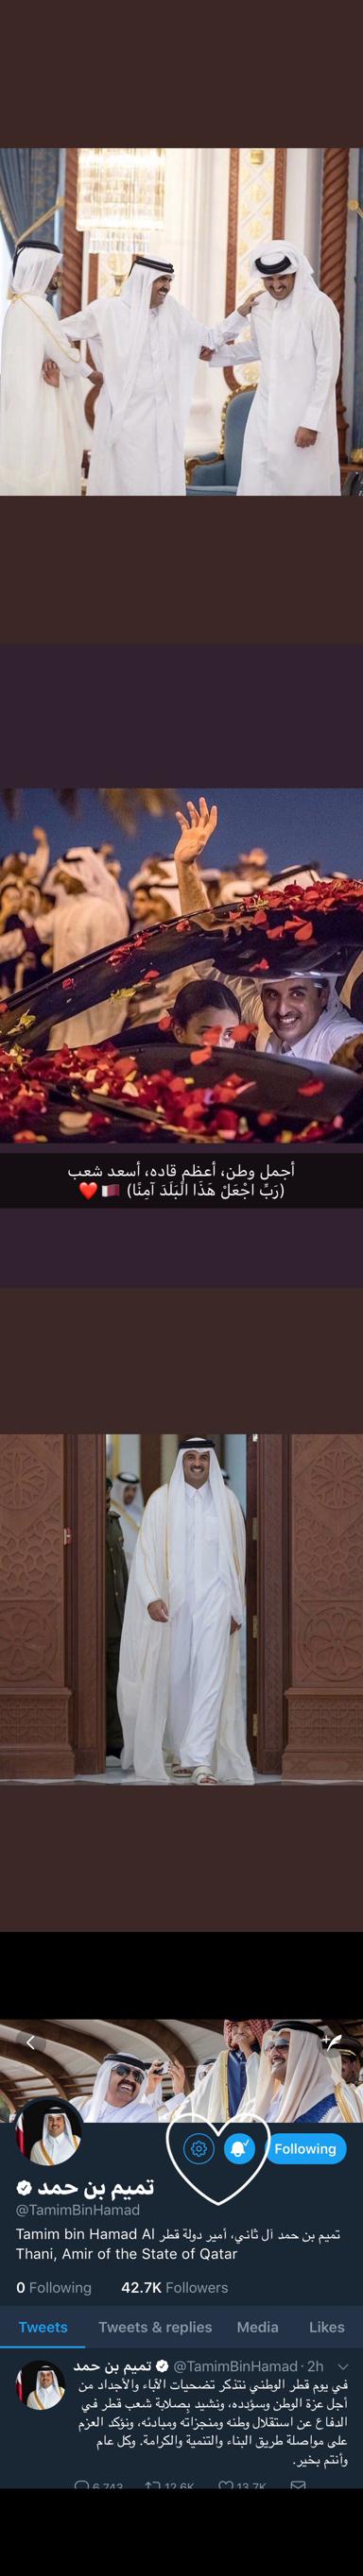 أجمل وطن، أعظم قاده، أسعد شعب
(رَبِّ اجْعَلْ هَذَا الْبَلَدَ آمِنًا) 🇶🇦 ❤️
Following
تميم بن حمد
@TamimBinHamad
تميم بن حمد آل ثاني، أمير دولة قطر Tamim bin Hamad Al
Thani, Amir of the State of Qatar
0 Following 42.7K Followers
Tweets Tweets & replies Media Likes
تميم بن حمد @TamimBinHamad · 2h
في يوم قطر الوطني نتذكر تضحيات الآباء والأجداد من
أجل عزة الوطن وسؤدده، ونشيد بصلابة شعب قطر في
الدفاع عن استقلال وطنه ومنجزاته ومبادئه، ونؤكد العزم
على مواصلة طريق البناء والتنمية والكرامة. وكل عام
وأنتم بخير.
6,743 12.6K 13.7K